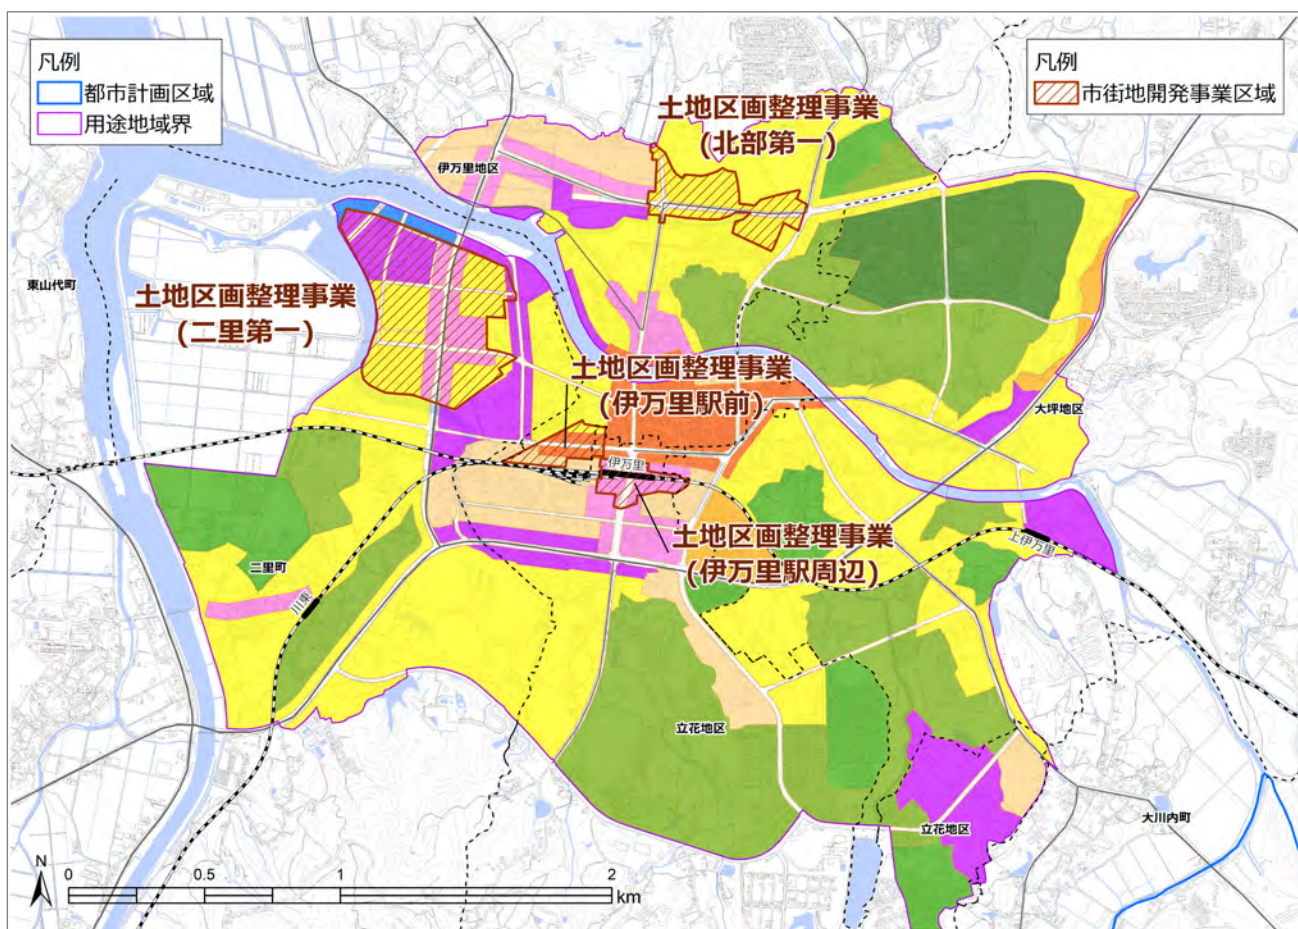 凡例
都市計画区域
用途地域界
凡例
市街地開発事業区域
土地区画整理事業
(北部第一)
伊万里地区
東山代町
土地区画整理事業
(二里第一)
土地区画整理事業
(伊万里駅前)
大坪地区
伊万里
土地区画整理事業
(伊万里駅周辺)
上伊万里
二里町
川東
立花地区
立花地区
大川内町
N
0 0.5 1 2
km